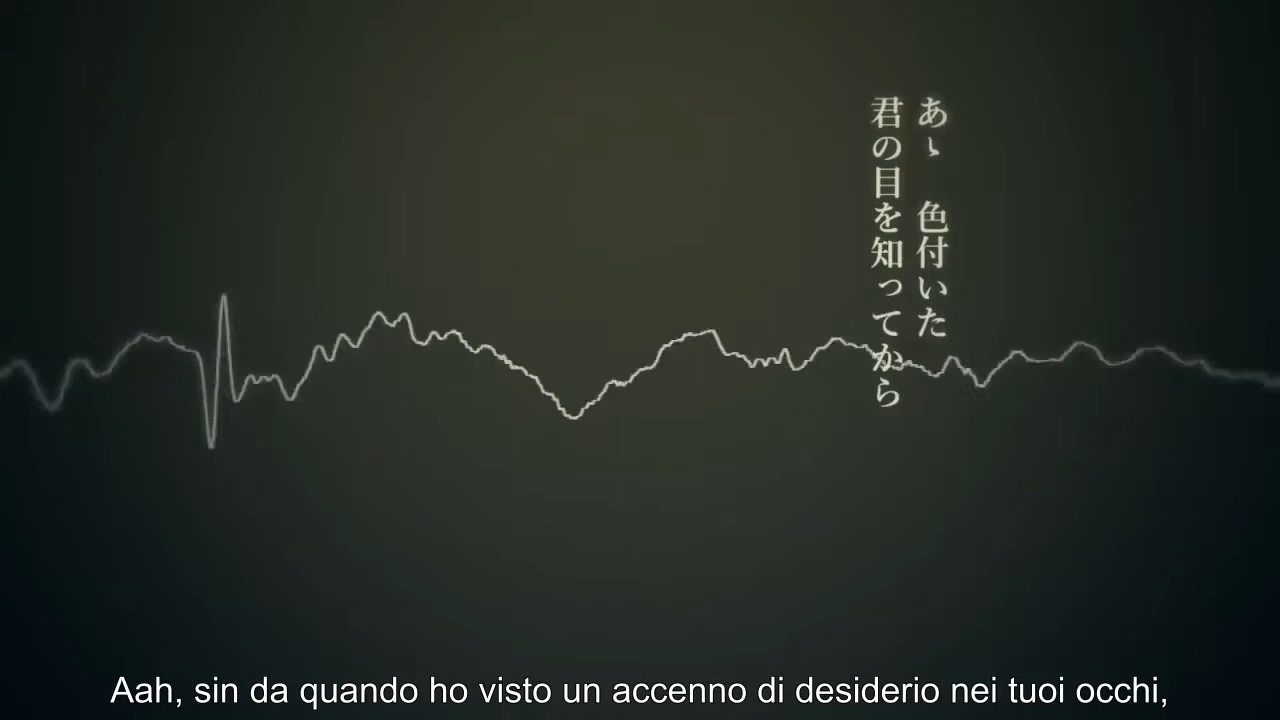 あゝ　色付いた
君の目を知ってから
Aah, sin da quando ho visto un accenno di desiderio nei tuoi occhi,